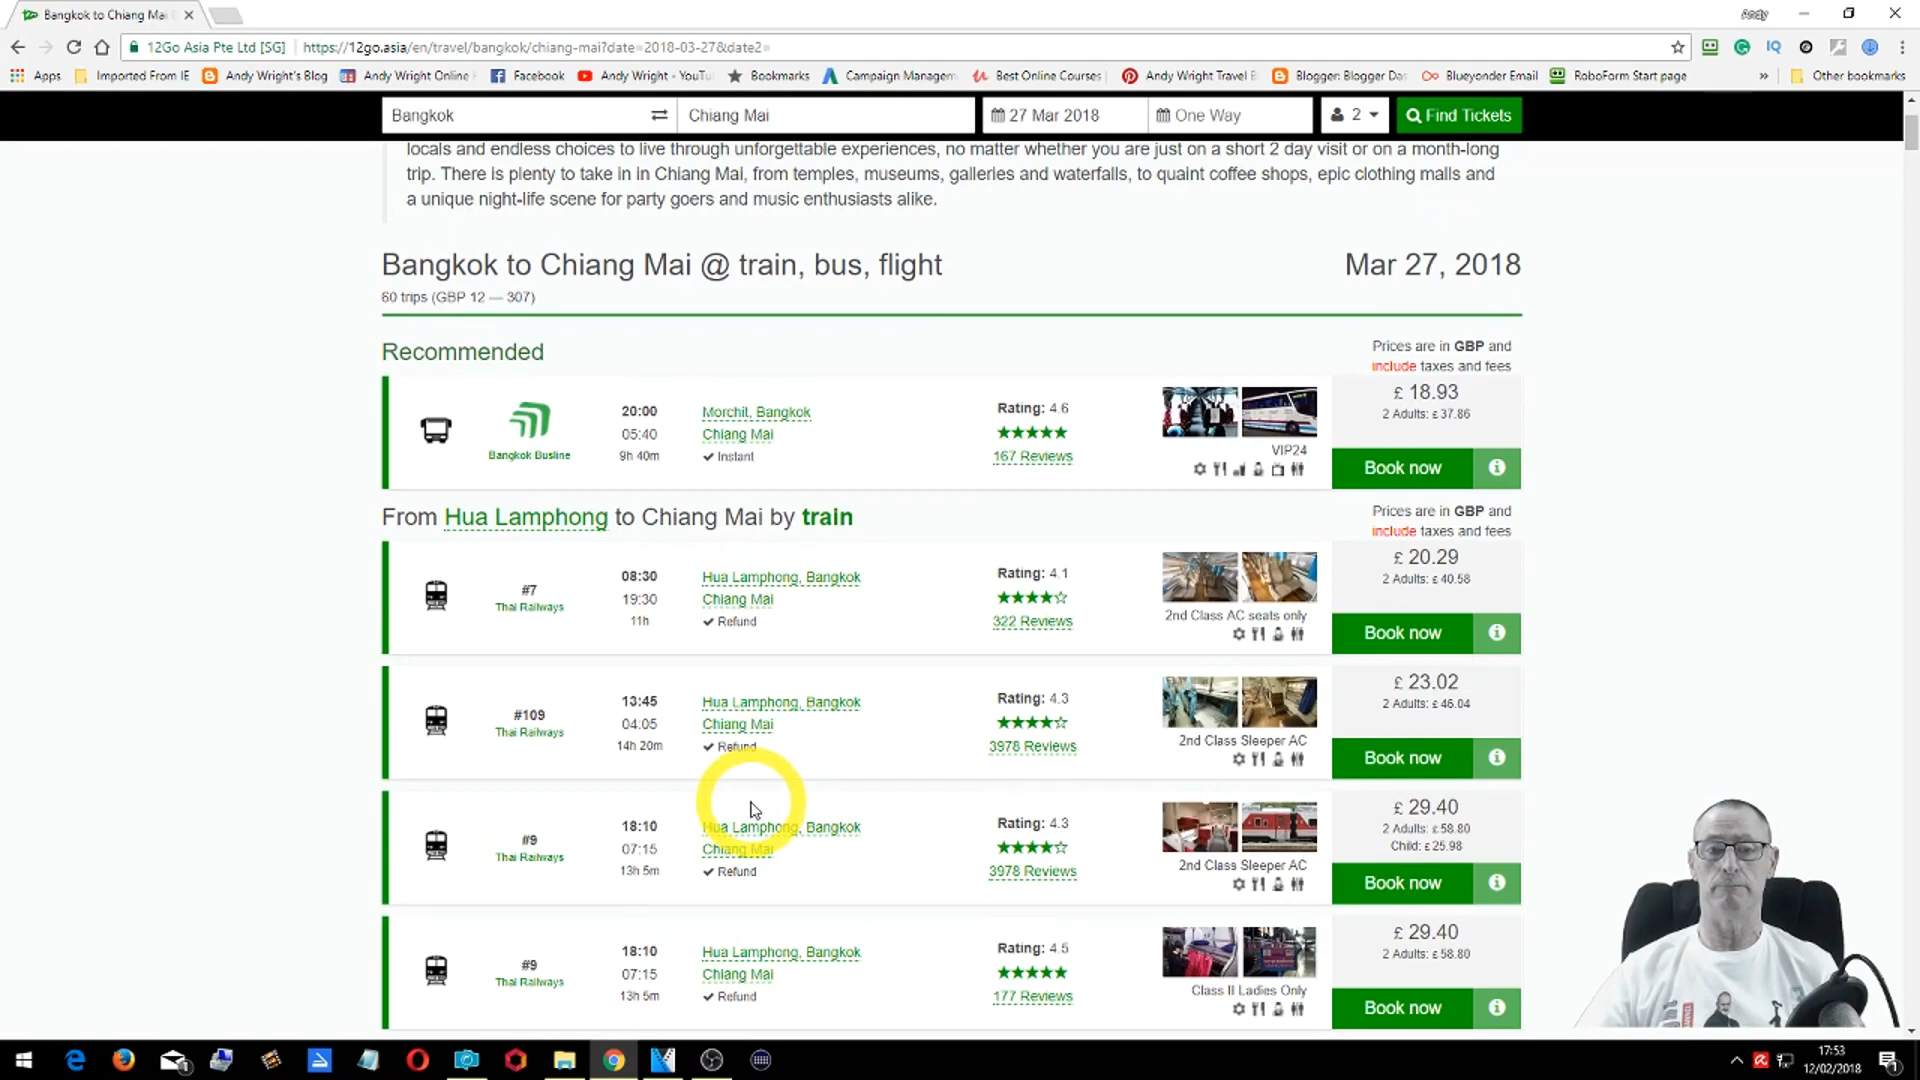 Bangkok to Chiang Mai
Andy
12Go Asia Pte Ltd [SG] https://12go.asia/en/travel/bangkok/chiang-mai?date=2018-03-27&date2=
Apps Imported From IE Andy Wright's Blog Andy Wright Online Facebook Andy Wright - YouTu Bookmarks Campaign Managem Best Online Courses Andy Wright Travel Blogger: Blogger Da Blueyonder Email RoboForm Start page » Other bookmarks
Bangkok Chiang Mai 27 Mar 2018 One Way 2 Find Tickets
locals and endless choices to live through unforgettable experiences, no matter whether you are just on a short 2 day visit or on a month-long
trip. There is plenty to take in in Chiang Mai, from temples, museums, galleries and waterfalls, to quaint coffee shops, epic clothing malls and
a unique night-life scene for party goers and music enthusiasts alike.
Bangkok to Chiang Mai @ train, bus, flight Mar 27, 2018
60 trips (GBP 12 — 307)
Recommended
Prices are in GBP and
include taxes and fees
Bangkok Busline
20:00
05:40
9h 40m
Morchit, Bangkok
Chiang Mai
Instant
Rating: 4.6
167 Reviews
VIP24
£ 18.93
2 Adults: £ 37.86
Book now
From Hua Lamphong to Chiang Mai by train
Prices are in GBP and
include taxes and fees
#7
Thai Railways
08:30
19:30
11h
Hua Lamphong, Bangkok
Chiang Mai
Refund
Rating: 4.1
322 Reviews
2nd Class AC seats only
£ 20.29
2 Adults: £ 40.58
Book now
#109
Thai Railways
13:45
04:05
14h 20m
Hua Lamphong, Bangkok
Chiang Mai
Refund
Rating: 4.3
3978 Reviews
2nd Class Sleeper AC
£ 23.02
2 Adults: £ 46.04
Book now
#9
Thai Railways
18:10
07:15
13h 5m
Hua Lamphong, Bangkok
Chiang Mai
Refund
Rating: 4.3
3978 Reviews
2nd Class Sleeper AC
£ 29.40
2 Adults: £ 58.80
Child: £ 25.98
Book now
#9
Thai Railways
18:10
07:15
13h 5m
Hua Lamphong, Bangkok
Chiang Mai
Refund
Rating: 4.5
177 Reviews
Class II Ladies Only
£ 29.40
2 Adults: £ 58.80
Book now
17:53
12/02/2018